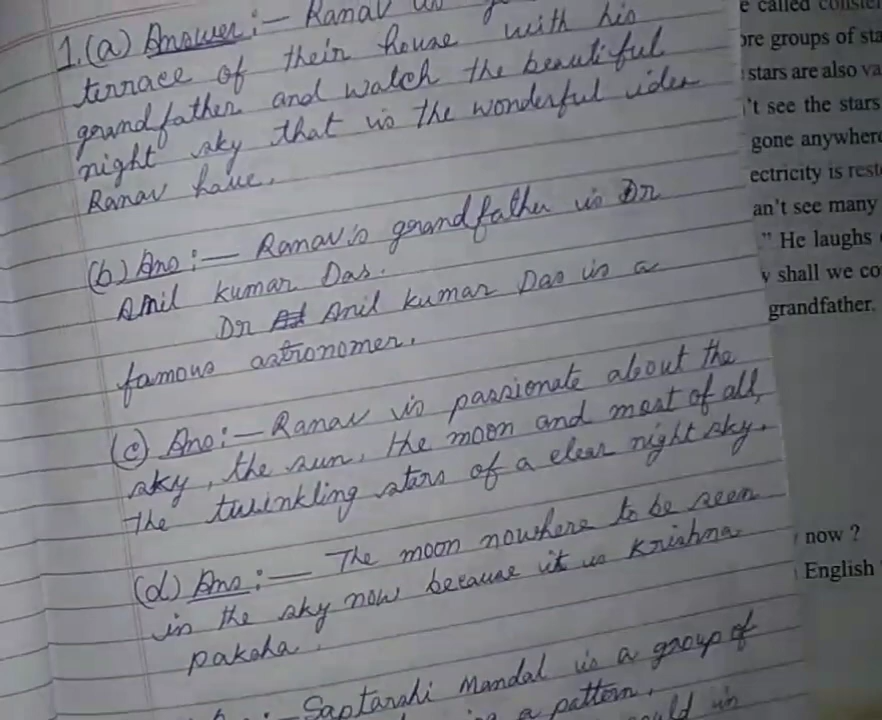 1.(a) Answer :- Ranav
terrace of their house with his
grandfather and watch the beautiful
night sky that is the wonderful idea
Ranav have.
(b) Ans :- Ranav's grandfather is Dr
Anil kumar Das.
Dr Anil kumar Das is a
famous astronomer.
(c) Ans :- Ranav is passionate about the
sky, the sun, the moon and most of all,
the twinkling stars of a clear night sky.
(d) Ans :- The moon nowhere to be seen
in the sky now because it is Krishna
paksha.
Saptarshi Mandal is a group of
a pattern.
in
e called
ore groups of sta
stars are also va
't see the stars
gone anywhere
ectricity is rest
an't see many
" He laughs
y shall we co
grandfather.
now ?
English